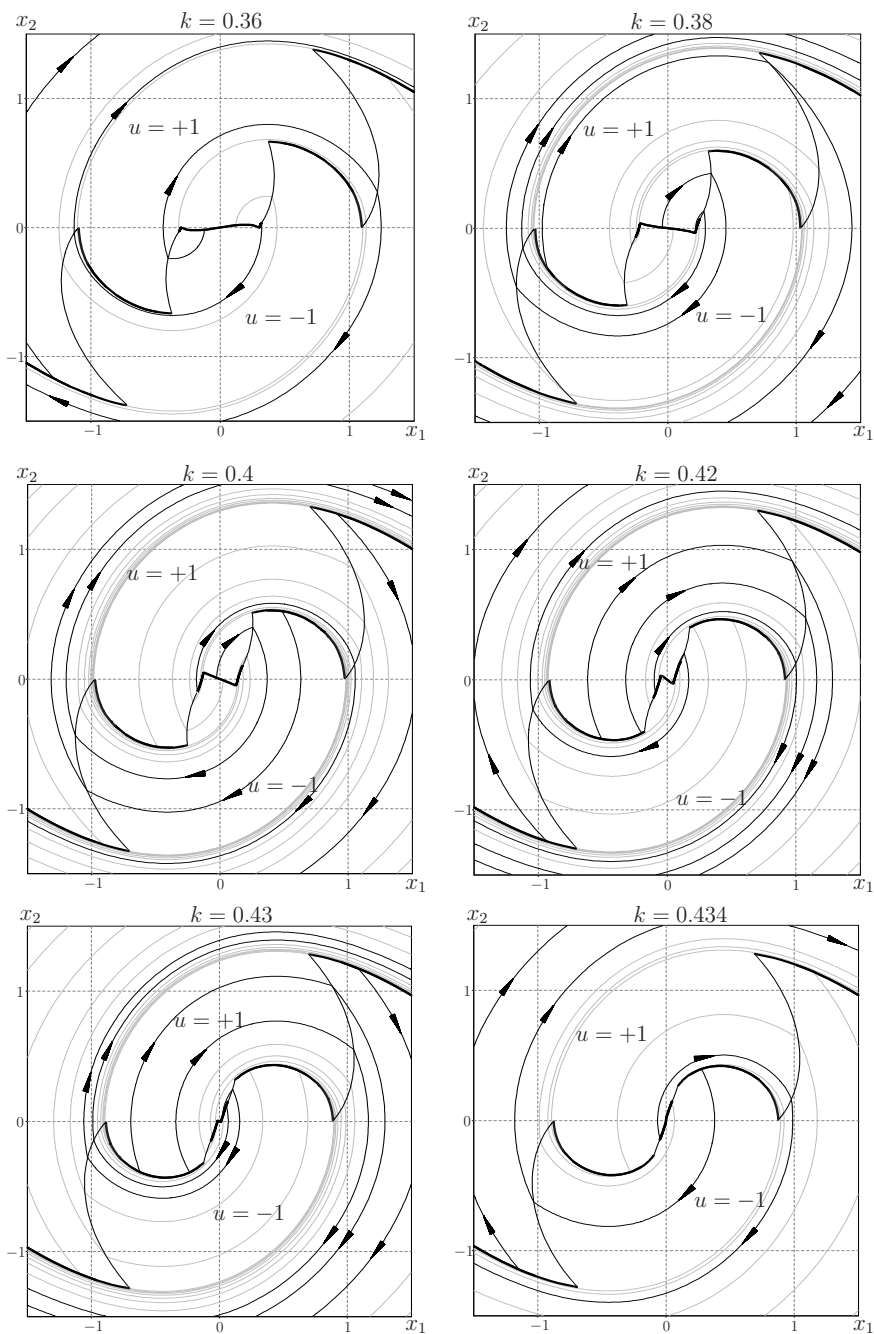 x₂ k = 0.36
1
u = +1
0
u = −1
−1
−1 0 1 x₁
x₂ k = 0.38
1
u = +1
0
u = −1
−1
−1 0 1 x₁
x₂ k = 0.4
1
u = +1
0
u = −1
−1
−1 0 1 x₁
x₂ k = 0.42
1
u = +1
0
u = −1
−1
−1 0 1 x₁
x₂ k = 0.43
1
u = +1
0
u = −1
−1
−1 0 1 x₁
x₂ k = 0.434
1
u = +1
0
u = −1
−1
−1 0 1 x₁